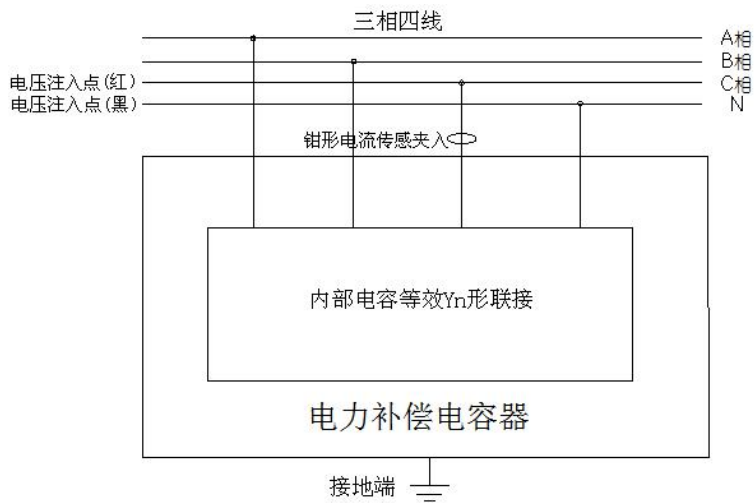 三相四线
A相
B相
电压注入点(红)
C相
电压注入点(黑)
N
钳形电流传感夹入
内部电容等效Yn形联接
电力补偿电容器
接地端